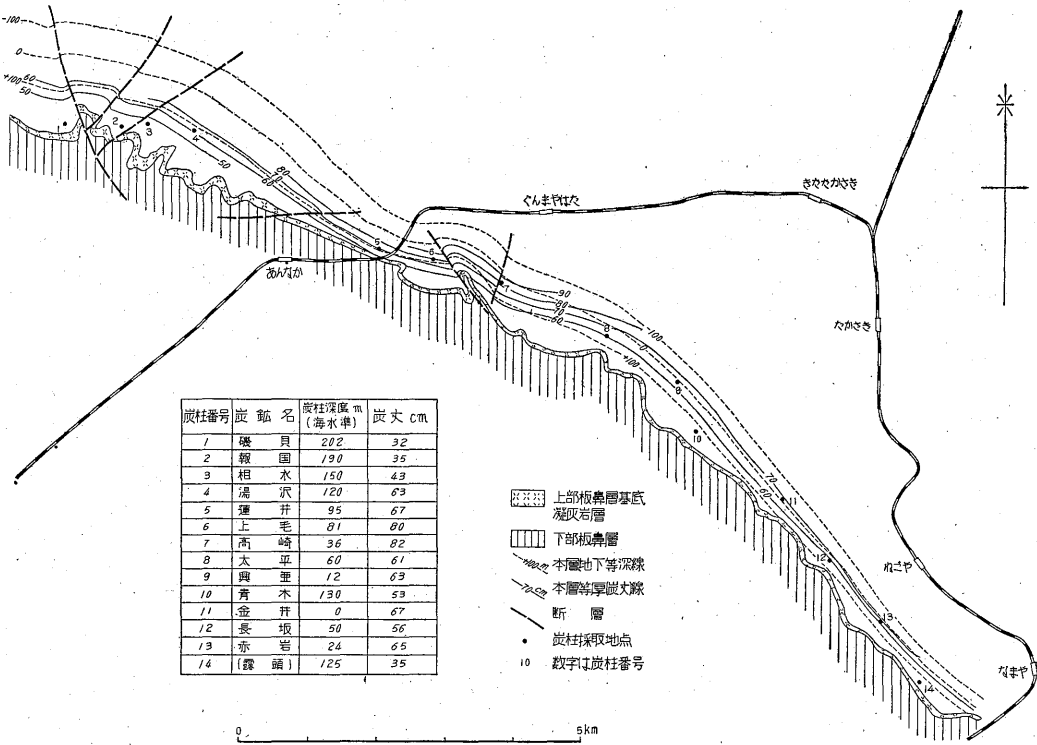 -100
0
+100
60
50
1
2
3
4
50
80
70
60
5
6
7
90
80
70
60
8
0
-100
+100
9
10
70
60
11
12
13
14
ぐんまやはた
きたたかさき
あんなか
たかさき
ねごや
なまや
炭柱番号 炭鉱名 炭柱深度m(海水準) 炭丈cm
1 磯貝 202 32
2 報国 190 35
3 相水 150 43
4 湯沢 120 63
5 蓮井 95 67
6 上毛 81 80
7 高崎 36 82
8 太平 60 61
9 興亜 12 63
10 青木 130 53
11 金井 0 67
12 長坂 50 56
13 赤岩 24 65
14 (露頭) 125 35
上部板鼻層基底
凝灰岩層
下部板鼻層
+100m 本層地下等深線
70cm 本層等厚炭丈線
断層
炭柱採取地点
10 数字は炭柱番号
0 5km